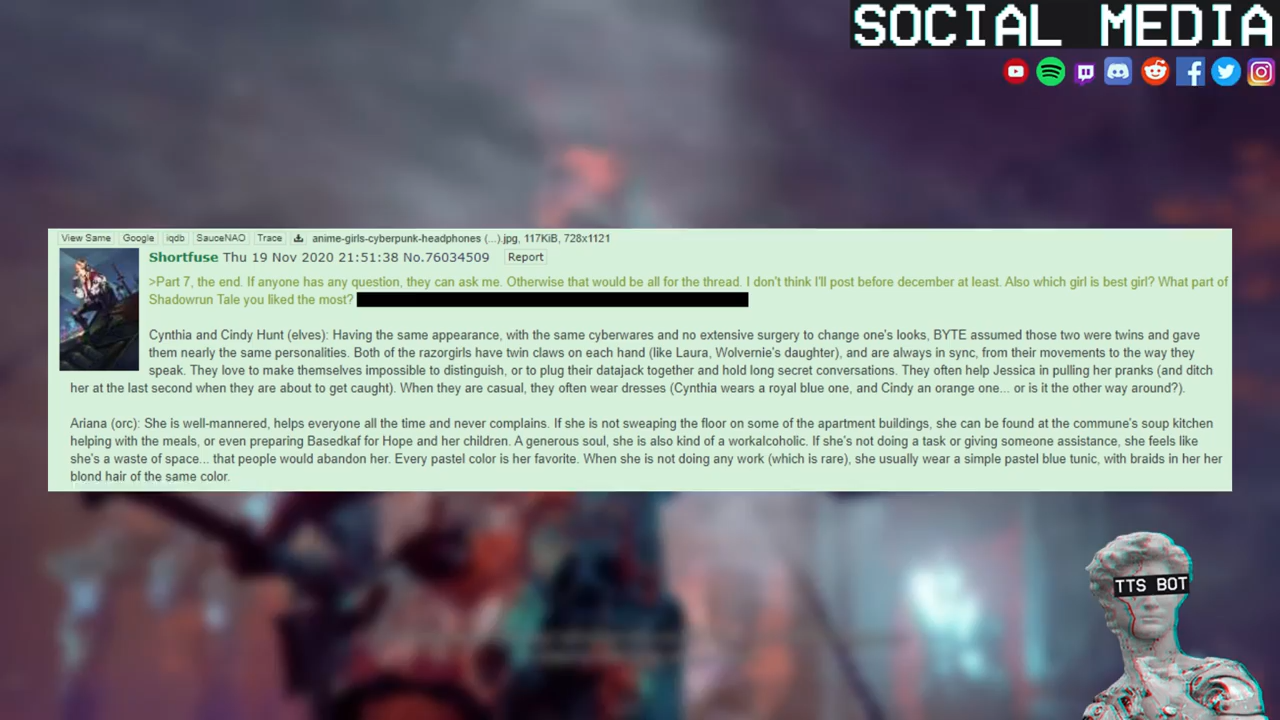 SOCIAL MEDIA
View Same Google iqdb SauceNAO Trace anime-girls-cyberpunk-headphones (...).jpg, 117KiB, 728x1121
Shortfuse Thu 19 Nov 2020 21:51:38 No.76034509 Report
>Part 7, the end. If anyone has any question, they can ask me. Otherwise that would be all for the thread. I don't think I'll post before december at least. Also which girl is best girl? What part of
Shadowrun Tale you liked the most?
Cynthia and Cindy Hunt (elves): Having the same appearance, with the same cyberwares and no extensive surgery to change one's looks, BYTE assumed those two were twins and gave
them nearly the same personalities. Both of the razorgirls have twin claws on each hand (like Laura, Wolvernie's daughter), and are always in sync, from their movements to the way they
speak. They love to make themselves impossible to distinguish, or to plug their datajack together and hold long secret conversations. They often help Jessica in pulling her pranks (and ditch
her at the last second when they are about to get caught). When they are casual, they often wear dresses (Cynthia wears a royal blue one, and Cindy an orange one... or is it the other way around?).
Ariana (orc): She is well-mannered, helps everyone all the time and never complains. If she is not sweaping the floor on some of the apartment buildings, she can be found at the commune's soup kitchen
helping with the meals, or even preparing Basedkaf for Hope and her children. A generous soul, she is also kind of a workalcoholic. If she's not doing a task or giving someone assistance, she feels like
she's a waste of space... that people would abandon her. Every pastel color is her favorite. When she is not doing any work (which is rare), she usually wear a simple pastel blue tunic, with braids in her her
blond hair of the same color.
TTS BOT